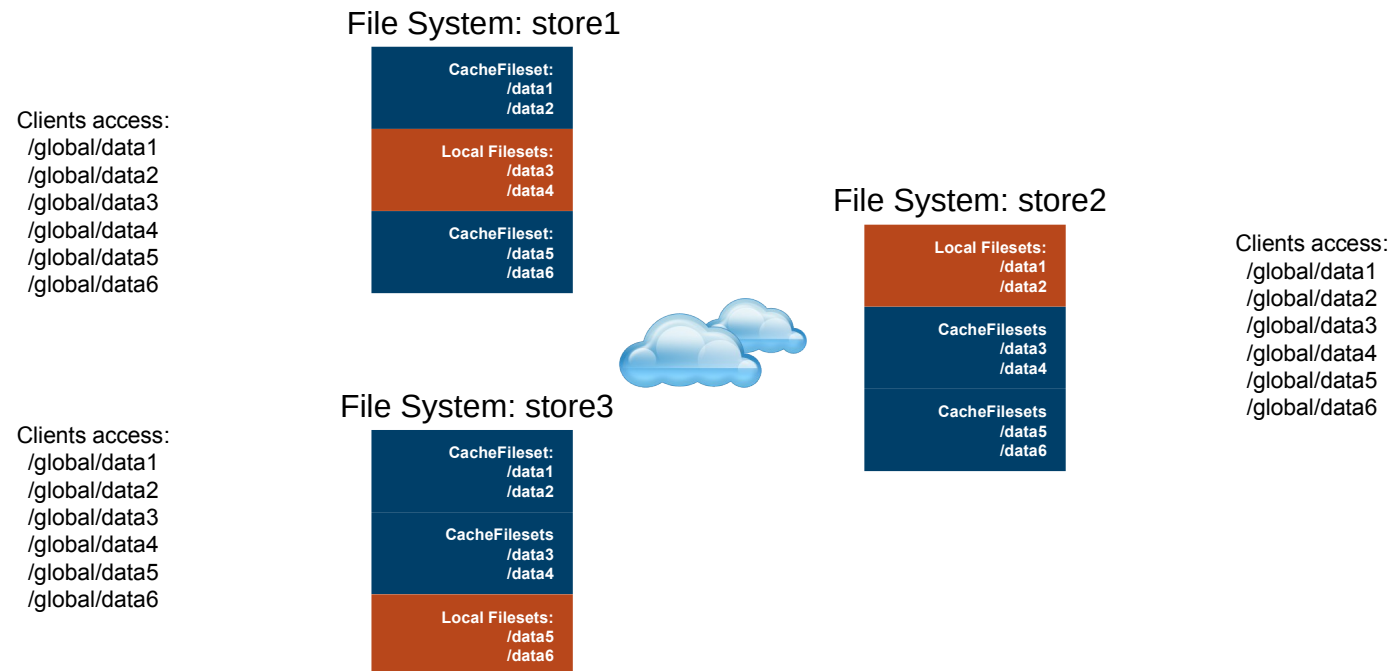 File System: store1
CacheFileset:
/data1
/data2
Local Filesets:
/data3
/data4
CacheFileset:
/data5
/data6
Clients access:
/global/data1
/global/data2
/global/data3
/global/data4
/global/data5
/global/data6
File System: store2
Local Filesets:
/data1
/data2
CacheFilesets
/data3
/data4
CacheFilesets
/data5
/data6
Clients access:
/global/data1
/global/data2
/global/data3
/global/data4
/global/data5
/global/data6
File System: store3
CacheFileset:
/data1
/data2
CacheFilesets
/data3
/data4
Local Filesets:
/data5
/data6
Clients access:
/global/data1
/global/data2
/global/data3
/global/data4
/global/data5
/global/data6